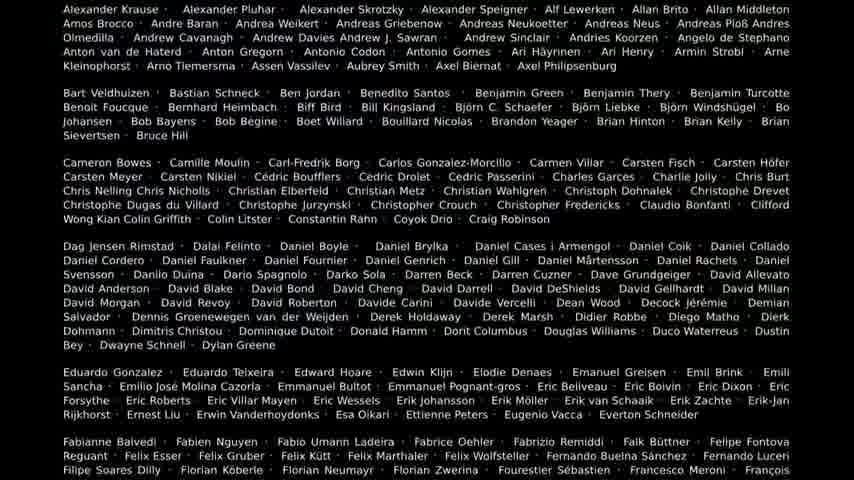 Alexander Krause · Alexander Pluhar · Alexander Skrotzky · Alexander Speigner · Alf Lewerken · Allan Brito · Allan Middleton
Amos Brocco · Andre Baran · Andrea Weikert · Andreas Griebenow · Andreas Neukoetter · Andreas Neus · Andreas Ploß Andres
Olmedilla · Andrew Cavanagh · Andrew Davies Andrew J. Sawran · Andrew Sinclair · Andries Koorzen · Angelo de Stephano
Anton van de Haterd · Anton Gregorn · Antonio Codon · Antonio Gomes · Ari Häyrinen · Ari Henry · Armin Strobl · Arne
Kleinophorst · Arno Tiemersma · Assen Vassilev · Aubrey Smith · Axel Biernat · Axel Philipsenburg
Bart Veldhuizen · Bastian Schneck · Ben Jordan · Benedito Santos · Benjamin Green · Benjamin Thery · Benjamin Turcotte
Benoit Foucque · Bernhard Heimbach · Biff Bird · Bill Kingsland · Björn C. Schaefer · Björn Liebke · Björn Windshügel · Bo
Johansen · Bob Bayens · Bob Begine · Boet Willard · Bouillard Nicolas · Brandon Yeager · Brian Hinton · Brian Kelly · Brian
Sievertsen · Bruce Hill
Cameron Bowes · Camille Moulin · Carl-Fredrik Borg · Carlos Gonzalez-Morcillo · Carmen Villar · Carsten Fisch · Carsten Höfer
Carsten Meyer · Carsten Nikiel · Cédric Boufflers · Cedric Drolet · Cedric Passerini · Charles Garces · Charlie Jolly · Chris Burt
Chris Nelling Chris Nicholls · Christian Elberfeld · Christian Metz · Christian Wahlgren · Christoph Dohnalek · Christophe Drevet
Christophe Dugas du Villard · Christophe Jurzynski · Christopher Crouch · Christopher Fredericks · Claudio Bonfanti · Clifford
Wong Kian Colin Griffith · Colin Litster · Constantin Rahn · Coyok Drio · Craig Robinson
Dag Jensen Rimstad · Dalai Felinto · Daniel Boyle · Daniel Brylka · Daniel Cases i Armengol · Daniel Coik · Daniel Collado
Daniel Cordero · Daniel Faulkner · Daniel Fournier · Daniel Genrich · Daniel Gill · Daniel Mårtensson · Daniel Rachels · Daniel
Svensson · Danilo Duina · Dario Spagnolo · Darko Sola · Darren Beck · Darren Cuzner · Dave Grundgeiger · David Allevato
David Anderson · David Blake · David Bond · David Cheng · David Darrell · David DeShields · David Gellhardt · David Millan
David Morgan · David Revoy · David Roberton · Davide Carini · Davide Vercelli · Dean Wood · Decock Jérémie · Demian
Salvador · Dennis Groenewegen van der Weijden · Derek Holdaway · Derek Marsh · Didier Robbe · Diego Matho · Dierk
Dohmann · Dimitris Christou · Dominique Dutoit · Donald Hamm · Dorit Columbus · Douglas Williams · Duco Waterreus · Dustin
Bey · Dwayne Schnell · Dylan Greene
Eduardo Gonzalez · Eduardo Teixeira · Edward Hoare · Edwin Klijn · Elodie Denaes · Emanuel Greisen · Emil Brink · Emili
Sancha · Emilio José Molina Cazorla · Emmanuel Bultot · Emmanuel Pognant-gros · Eric Beliveau · Eric Boivin · Eric Dixon · Eric
Forsythe · Eric Roberts · Eric Villar Mayen · Eric Wessels · Erik Johansson · Erik Möller · Erik van Schaaik · Erik Zachte · Erik-Jan
Rijkhorst · Ernest Liu · Erwin Vanderhoydonks · Esa Oikari · Ettienne Peters · Eugenio Vacca · Everton Schneider
Fabianne Balvedi · Fabien Nguyen · Fabio Umann Ladeira · Fabrice Oehler · Fabrizio Remiddi · Falk Büttner · Felipe Fontova
Reguant · Felix Esser · Felix Gruber · Felix Kütt · Felix Marthaler · Felix Wolfsteller · Fernando Buelna Sánchez · Fernando Luceri
Filipe Soares Dilly · Florian Köberle · Florian Neumayr · Florian Zwerina · Fourestier Sébastien · Francesco Meroni · François